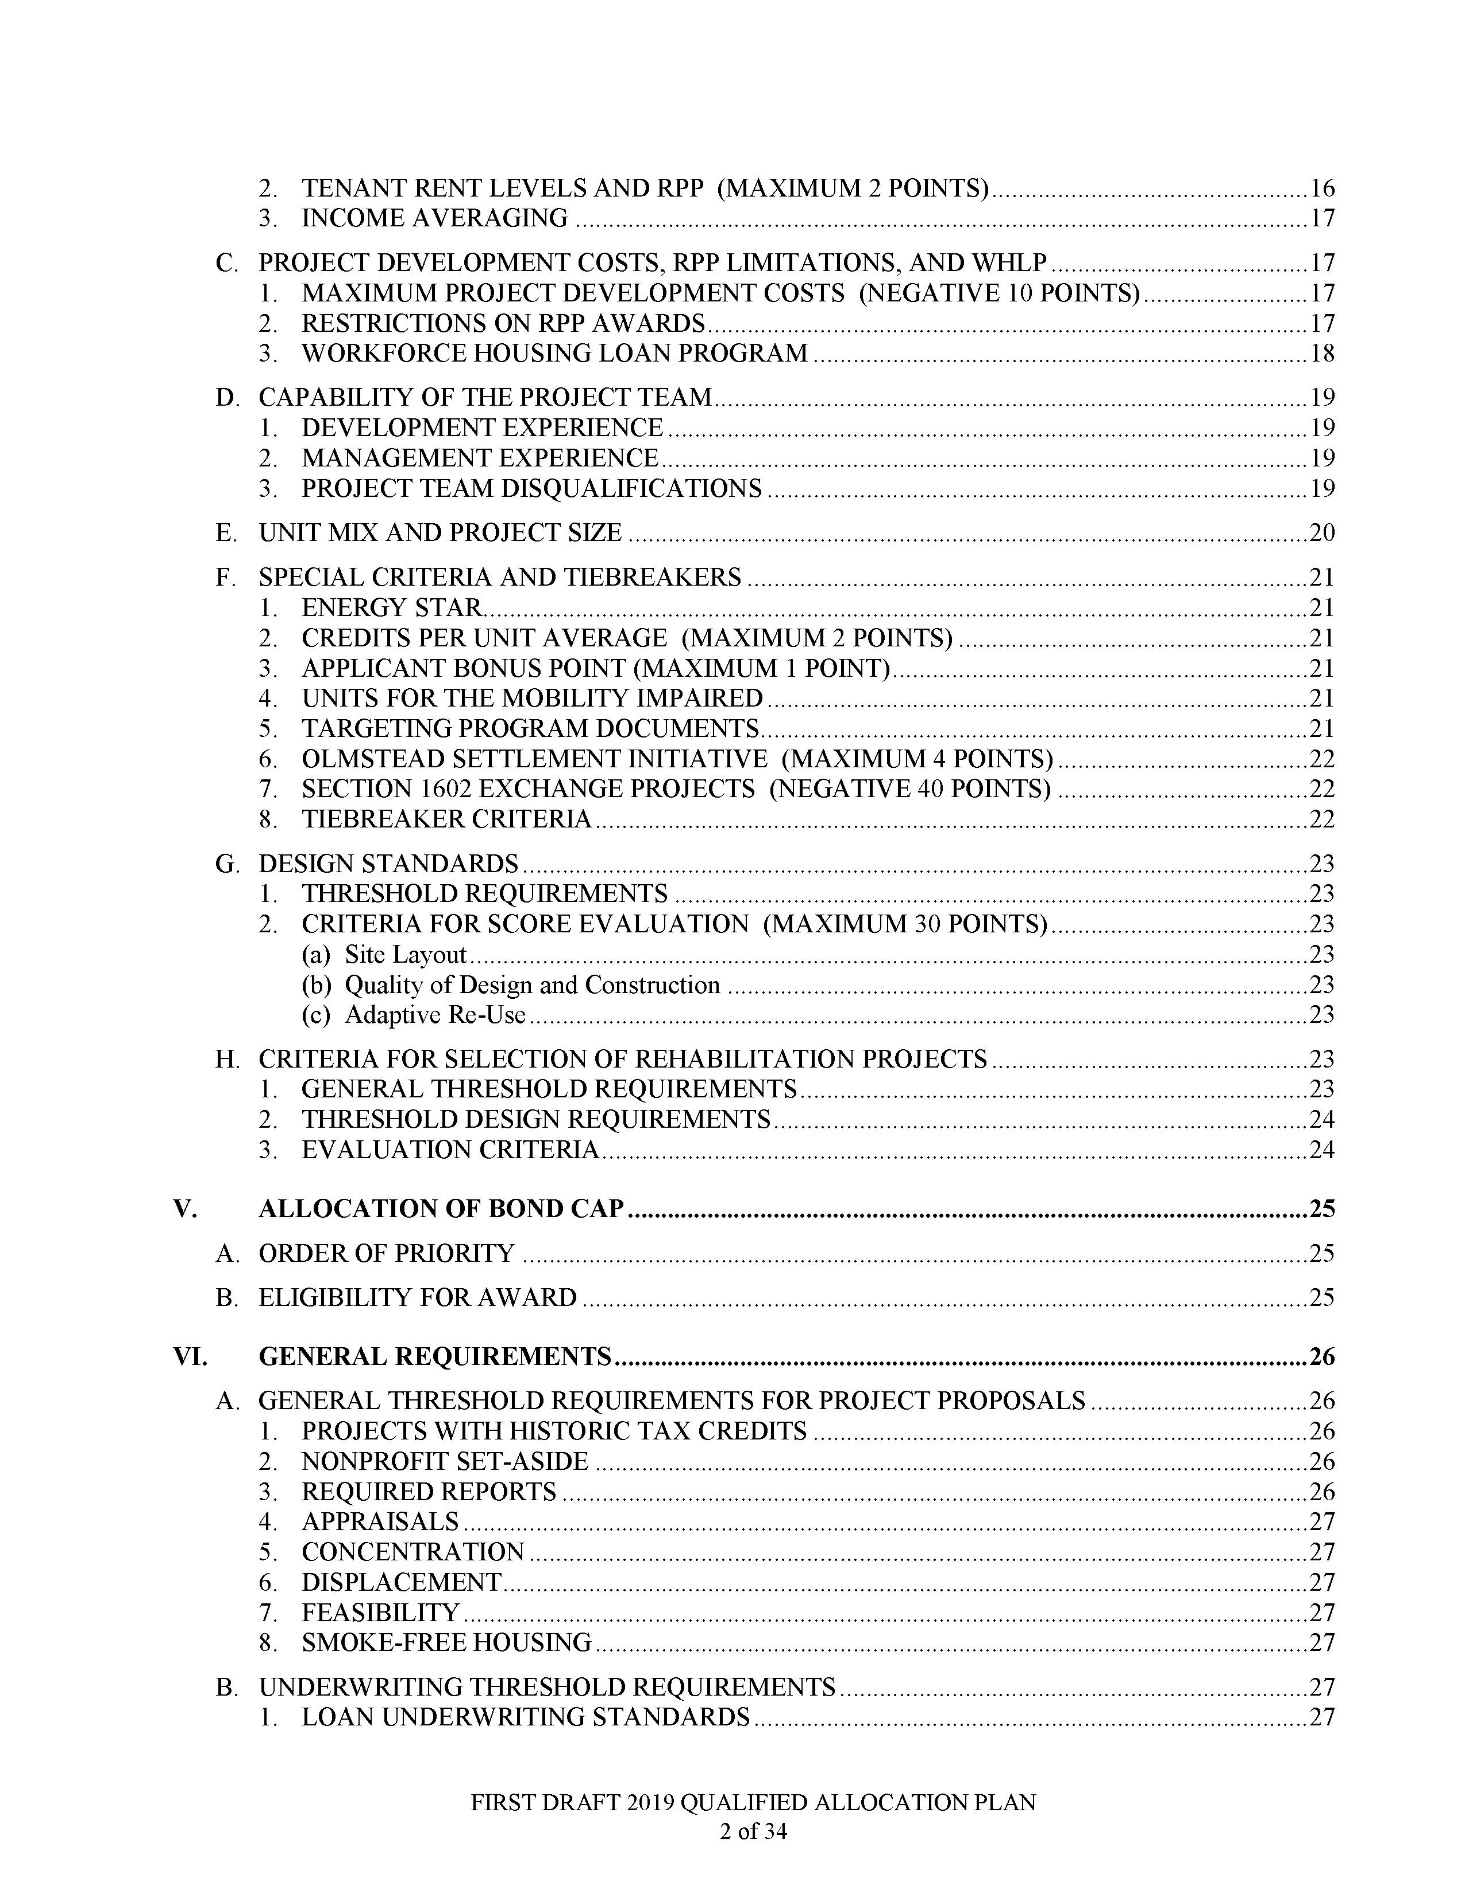 2. TENANT RENT LEVELS AND RPP (MAXIMUM 2 POINTS)....................16
3. INCOME AVERAGING ....................17
C. PROJECT DEVELOPMENT COSTS, RPP LIMITATIONS, AND WHLP ....................17
1. MAXIMUM PROJECT DEVELOPMENT COSTS (NEGATIVE 10 POINTS)....................17
2. RESTRICTIONS ON RPP AWARDS....................17
3. WORKFORCE HOUSING LOAN PROGRAM ....................18
D. CAPABILITY OF THE PROJECT TEAM....................19
1. DEVELOPMENT EXPERIENCE ....................19
2. MANAGEMENT EXPERIENCE....................19
3. PROJECT TEAM DISQUALIFICATIONS ....................19
E. UNIT MIX AND PROJECT SIZE ....................20
F. SPECIAL CRITERIA AND TIEBREAKERS ....................21
1. ENERGY STAR....................21
2. CREDITS PER UNIT AVERAGE (MAXIMUM 2 POINTS) ....................21
3. APPLICANT BONUS POINT (MAXIMUM 1 POINT)....................21
4. UNITS FOR THE MOBILITY IMPAIRED ....................21
5. TARGETING PROGRAM DOCUMENTS....................21
6. OLMSTEAD SETTLEMENT INITIATIVE (MAXIMUM 4 POINTS) ....................22
7. SECTION 1602 EXCHANGE PROJECTS (NEGATIVE 40 POINTS) ....................22
8. TIEBREAKER CRITERIA....................22
G. DESIGN STANDARDS ....................23
1. THRESHOLD REQUIREMENTS ....................23
2. CRITERIA FOR SCORE EVALUATION (MAXIMUM 30 POINTS)....................23
(a) Site Layout....................23
(b) Quality of Design and Construction ....................23
(c) Adaptive Re-Use....................23
H. CRITERIA FOR SELECTION OF REHABILITATION PROJECTS ....................23
1. GENERAL THRESHOLD REQUIREMENTS....................23
2. THRESHOLD DESIGN REQUIREMENTS....................24
3. EVALUATION CRITERIA....................24
V. ALLOCATION OF BOND CAP....................25
A. ORDER OF PRIORITY ....................25
B. ELIGIBILITY FOR AWARD ....................25
VI. GENERAL REQUIREMENTS....................26
A. GENERAL THRESHOLD REQUIREMENTS FOR PROJECT PROPOSALS ....................26
1. PROJECTS WITH HISTORIC TAX CREDITS ....................26
2. NONPROFIT SET-ASIDE ....................26
3. REQUIRED REPORTS ....................26
4. APPRAISALS ....................27
5. CONCENTRATION ....................27
6. DISPLACEMENT....................27
7. FEASIBILITY ....................27
8. SMOKE-FREE HOUSING....................27
B. UNDERWRITING THRESHOLD REQUIREMENTS ....................27
1. LOAN UNDERWRITING STANDARDS ....................27
FIRST DRAFT 2019 QUALIFIED ALLOCATION PLAN
2 of 34